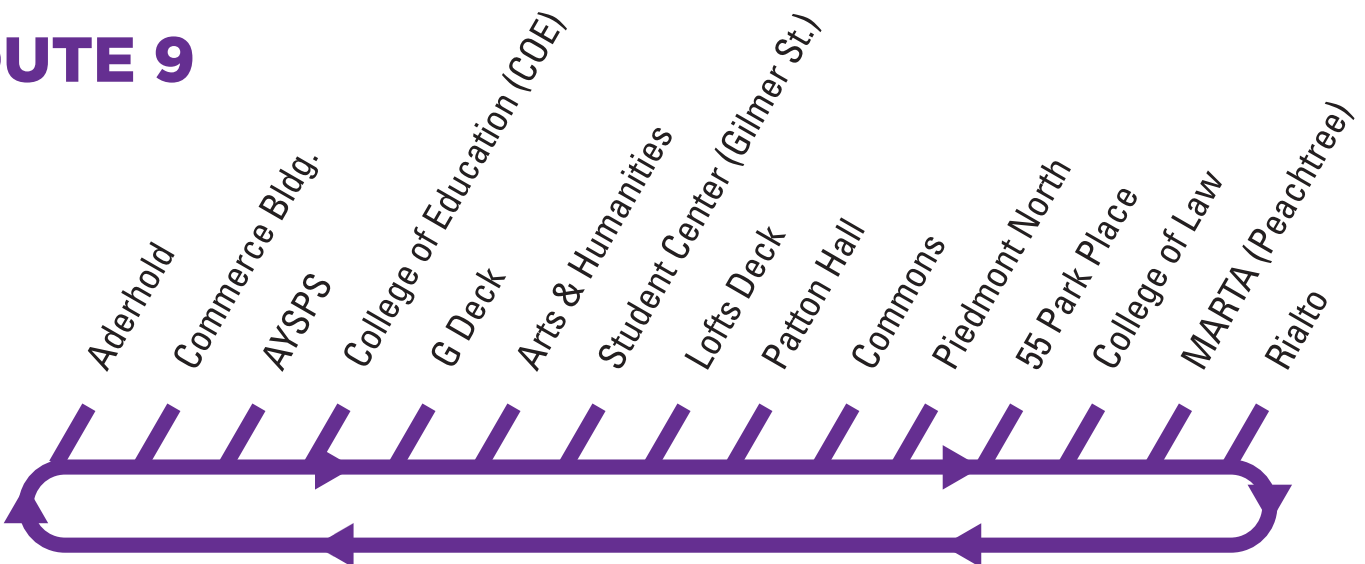 OUTE 9
Aderhold
Commerce Bldg.
AYSPS
College of Education (COE)
G Deck
Arts & Humanities
Student Center (Gilmer St.)
Lofts Deck
Patton Hall
Commons
Piedmont North
55 Park Place
College of Law
MARTA (Peachtree)
Rialto